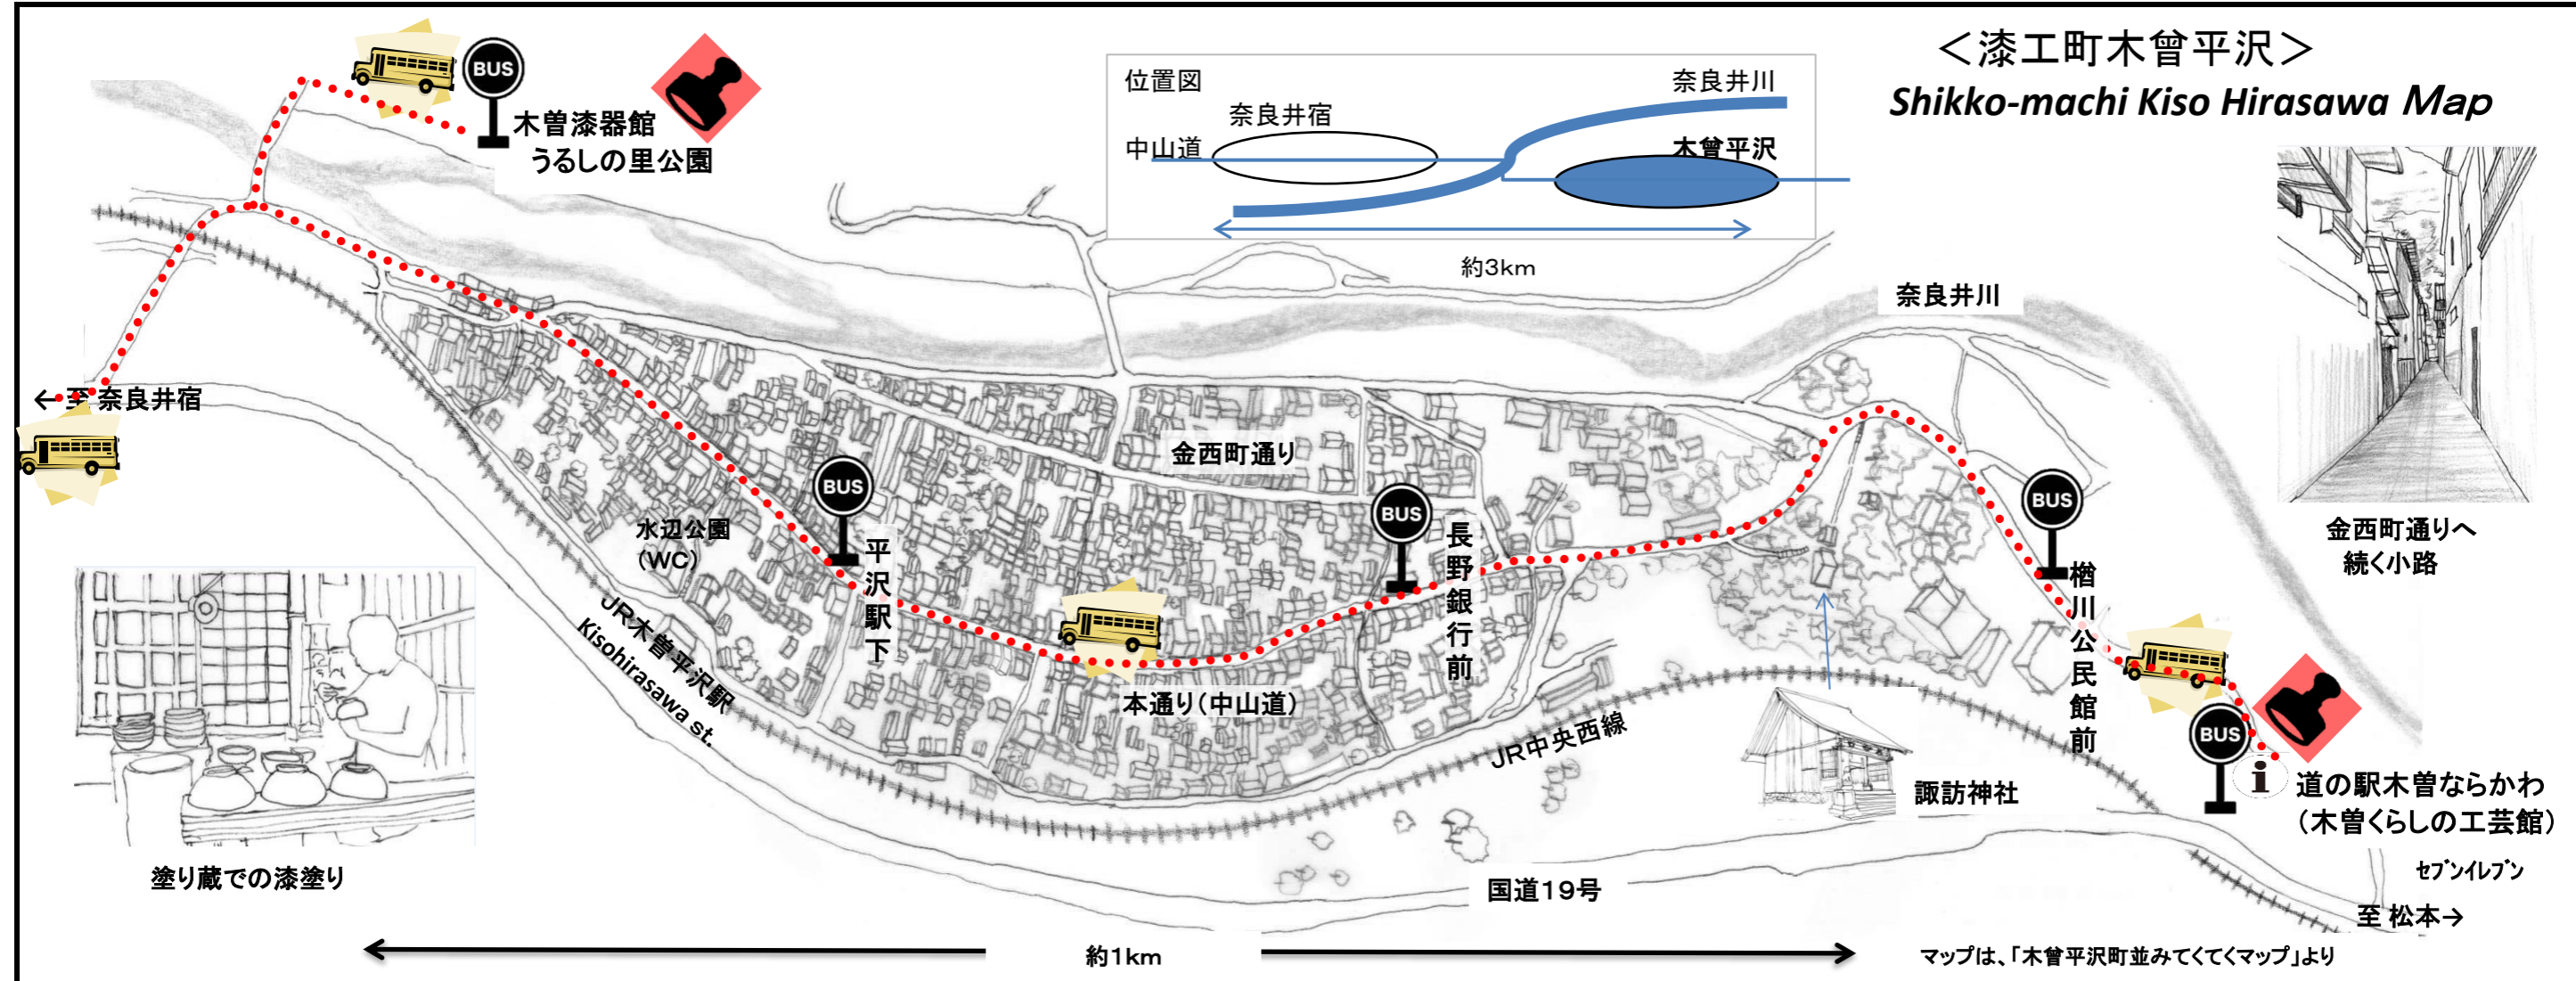 ＜漆工町木曾平沢＞
Shikko-machi Kiso Hirasawa Map
位置図
奈良井川
奈良井宿
中山道
木曾平沢
約3km
BUS
木曽漆器館
うるしの里公園
奈良井川
←至 奈良井宿
金西町通り
BUS
平沢駅下
水辺公園
(WC)
BUS
長野銀行前
BUS
楢川公民館前
金西町通りへ
続く小路
JR木曽平沢駅
Kisohirasawa st.
本通り(中山道)
JR中央西線
諏訪神社
BUS
i
道の駅木曽ならかわ
(木曽くらしの工芸館)
セブンイレブン
塗り蔵での漆塗り
国道19号
至 松本→
約1km
マップは、「木曾平沢町並みてくてくマップ」より